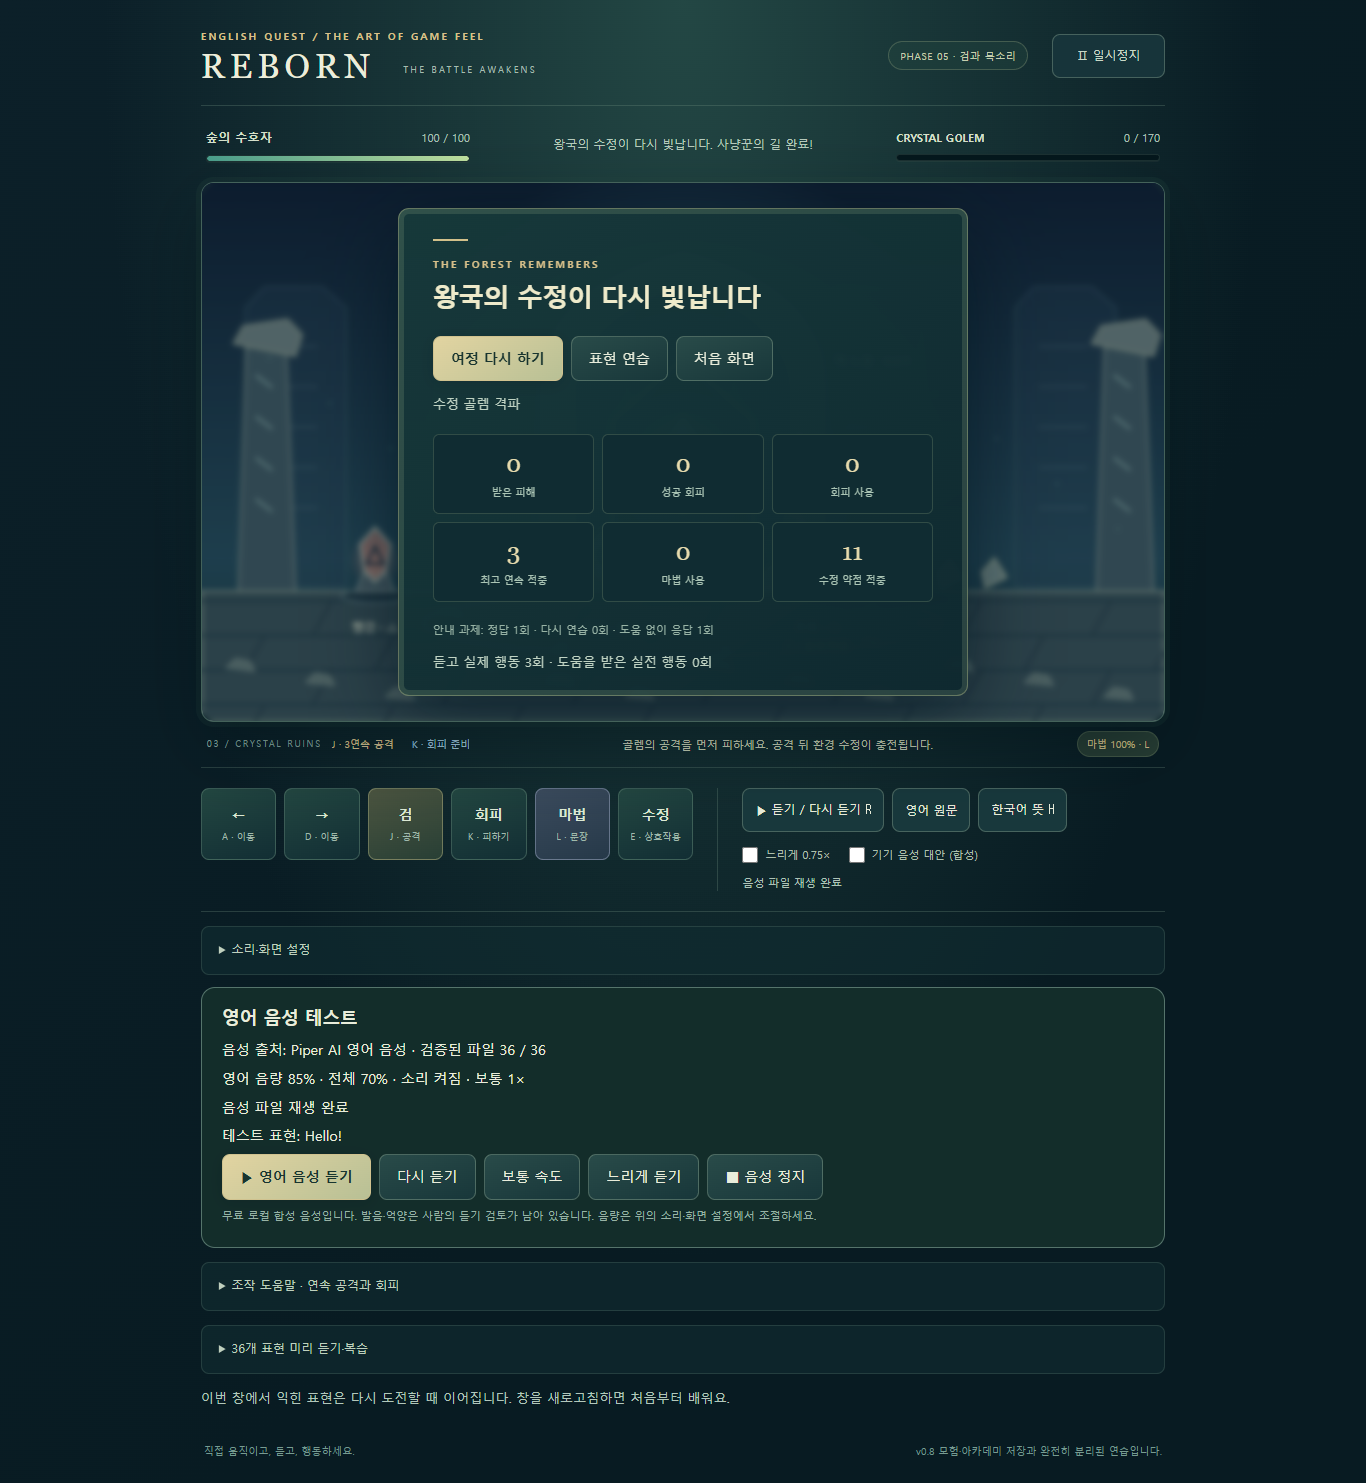 ENGLISH QUEST / THE ART OF GAME FEEL
REBORN THE BATTLE AWAKENS
PHASE 05 · 검과 목소리
Ⅱ 일시정지
숲의 수호자 100 / 100
왕국의 수정이 다시 빛납니다. 사냥꾼의 길 완료!
CRYSTAL GOLEM 0 / 170
THE FOREST REMEMBERS
왕국의 수정이 다시 빛납니다
여정 다시 하기 표현 연습 처음 화면
수정 골렘 격파
0 0 0
받은 피해 성공 회피 회피 사용
3 0 11
최고 연속 적중 마법 사용 수정 약점 적중
안내 과제: 정답 1회 · 다시 연습 0회 · 도움 없이 응답 1회
듣고 실제 행동 3회 · 도움을 받은 실전 행동 0회
03 / CRYSTAL RUINS J · 3연속 공격 K · 회피 준비
골렘의 공격을 먼저 피하세요. 공격 뒤 환경 수정이 충전됩니다.
마법 100% · L
← → 검 회피 마법 수정
A · 이동 D · 이동 J · 공격 K · 피하기 L · 문장 E · 상호작용
▶ 듣기 / 다시 듣기 R 영어 원문 한국어 뜻 H
느리게 0.75× 기기 음성 대안 (합성)
음성 파일 재생 완료
▶ 소리·화면 설정
영어 음성 테스트
음성 출처: Piper AI 영어 음성 · 검증된 파일 36 / 36
영어 음량 85% · 전체 70% · 소리 켜짐 · 보통 1×
음성 파일 재생 완료
테스트 표현: Hello!
▶ 영어 음성 듣기 다시 듣기 보통 속도 느리게 듣기 ■ 음성 정지
무료 로컬 합성 음성입니다. 발음·억양은 사람의 듣기 검토가 남아 있습니다. 음량은 위의 소리·화면 설정에서 조절하세요.
▶ 조작 도움말 · 연속 공격과 회피
▶ 36개 표현 미리 듣기·복습
이번 창에서 익힌 표현은 다시 도전할 때 이어집니다. 창을 새로고침하면 처음부터 배워요.
직접 움직이고, 듣고, 행동하세요.
v0.8 모험·아카데미 저장과 완전히 분리된 연습입니다.